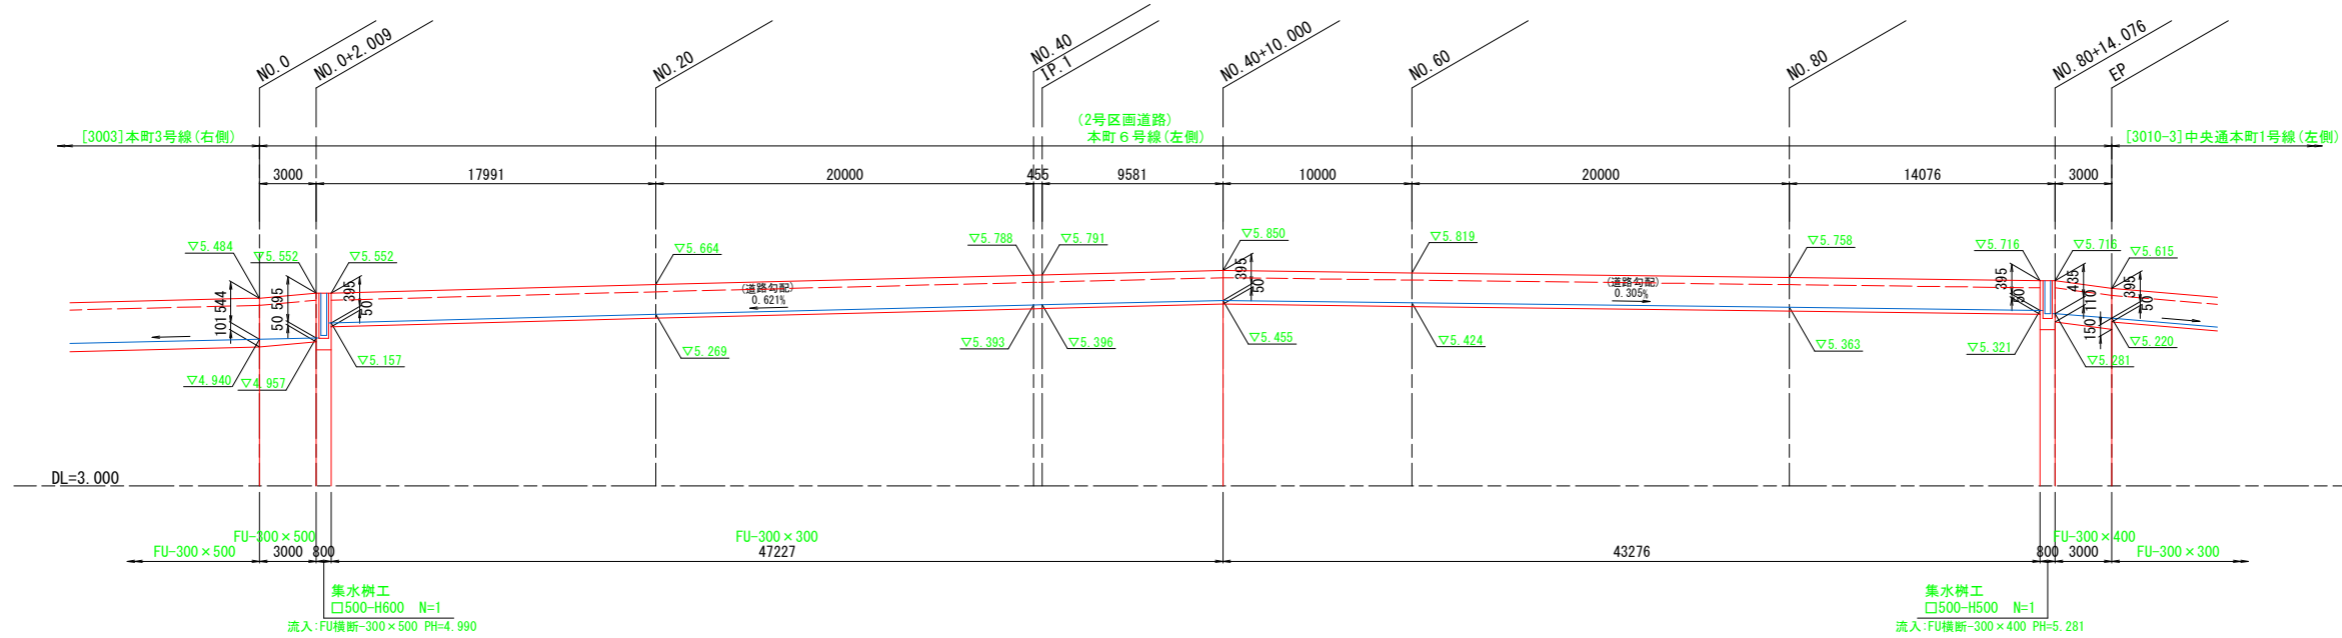 NO.0
NO.0+2.009
NO.20
NO.40
IP.1
NO.40+10.000
NO.60
NO.80
NO.80+14.076
EP
[3003]本町3号線(右側)
(2号区画道路)
本町6号線(左側)
[3010-3]中央通本町1号線(左側)
3000
17991
20000
455
9581
10000
20000
14076
3000
▽5.484
▽5.552
▽5.552
▽5.664
▽5.788
▽5.791
▽5.850
▽5.819
▽5.758
▽5.716
▽5.716
▽5.615
544
101
595
50
395
50
(道路勾配)
0.621%
395
50
(道路勾配)
0.305%
395
50
435
110
150
395
50
▽4.940
▽4.957
▽5.157
▽5.269
▽5.393
▽5.396
▽5.455
▽5.424
▽5.363
▽5.321
▽5.281
▽5.220
DL=3.000
FU-300×500
FU-300×500
FU-300×300
FU-300×400
FU-300×300
3000
800
47227
43276
800
3000
集水桝工
□500-H600 N=1
流入:FU横断-300×500 PH=4.990
集水桝工
□500-H500 N=1
流入:FU横断-300×400 PH=5.281